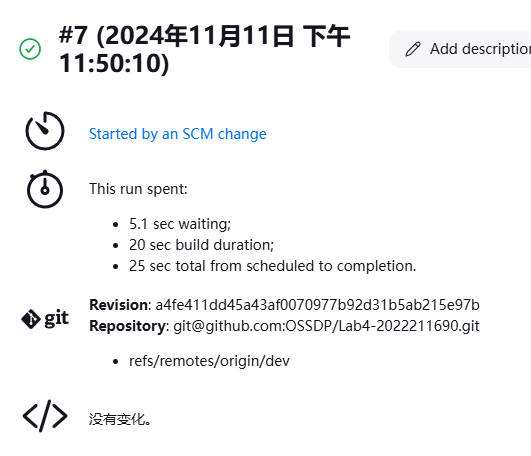 #7 (2024年11月11日 下午
11:50:10)
Add description
Started by an SCM change
This run spent:
5.1 sec waiting;
20 sec build duration;
25 sec total from scheduled to completion.
git
Revision: a4fe411dd45a43af0070977b92d31b5ab215e97b
Repository: git@github.com:OSSDP/Lab4-2022211690.git
refs/remotes/origin/dev
没有变化。